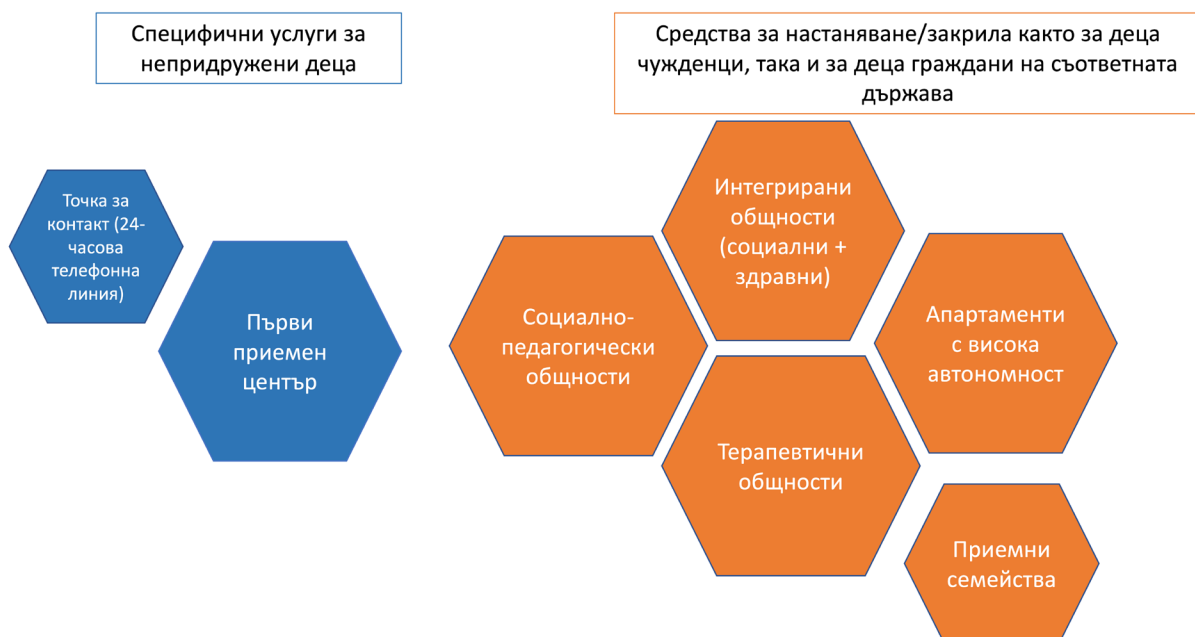 Специфични услуги за
непридружени деца
Средства за настаняване/закрила както за деца
чужденци, така и за деца граждани на съответната
държава
Точка за
контакт (24-
часова
телефонна
линия)
Първи
приемен
център
Социално-
педагогически
общности
Интегрирани
общности
(социални +
здравни)
Апартаменти
с висока
автономност
Терапевтични
общности
Приемни
семейства